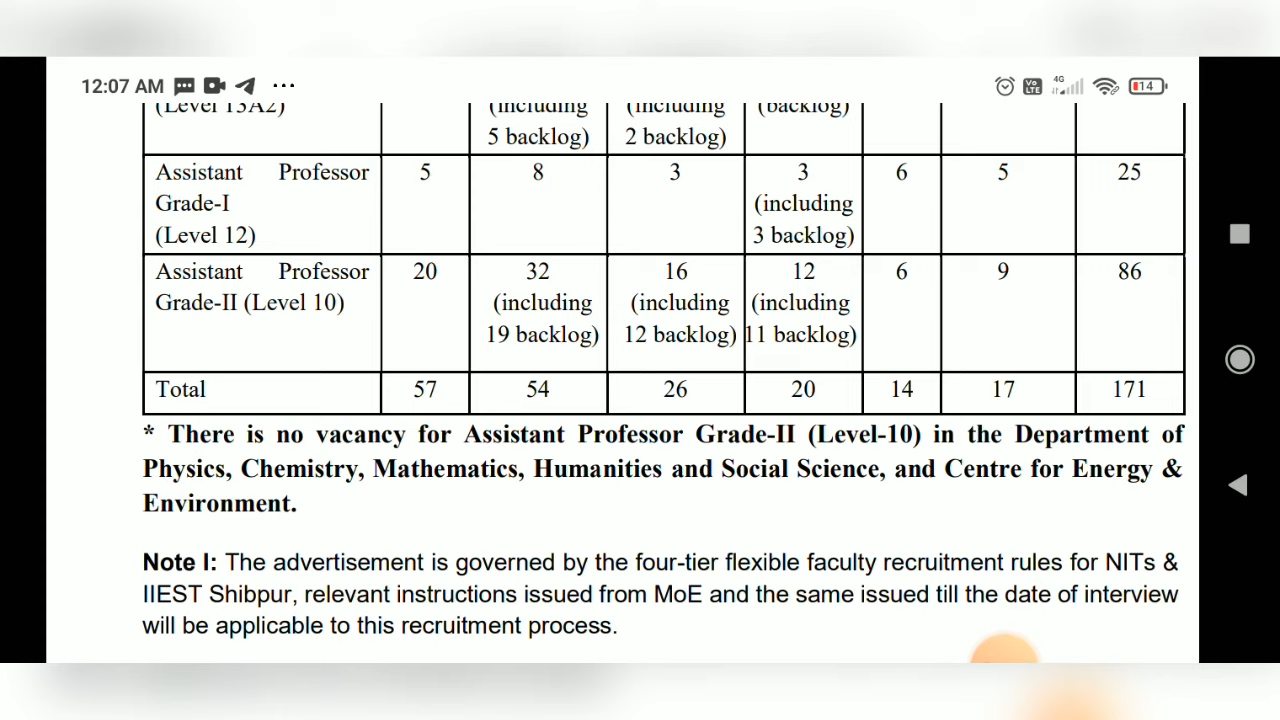 12:07 AM
Vo LTE 4G 14
(Level 13A2) (including (including (backlog)
5 backlog) 2 backlog)
Assistant Professor 5 8 3 3 6 5 25
Grade-I (including
(Level 12) 3 backlog)
Assistant Professor 20 32 16 12 6 9 86
Grade-II (Level 10) (including (including (including
19 backlog) 12 backlog) 11 backlog)
Total 57 54 26 20 14 17 171
* There is no vacancy for Assistant Professor Grade-II (Level-10) in the Department of
Physics, Chemistry, Mathematics, Humanities and Social Science, and Centre for Energy &
Environment.
Note I: The advertisement is governed by the four-tier flexible faculty recruitment rules for NITs &
IIEST Shibpur, relevant instructions issued from MoE and the same issued till the date of interview
will be applicable to this recruitment process.